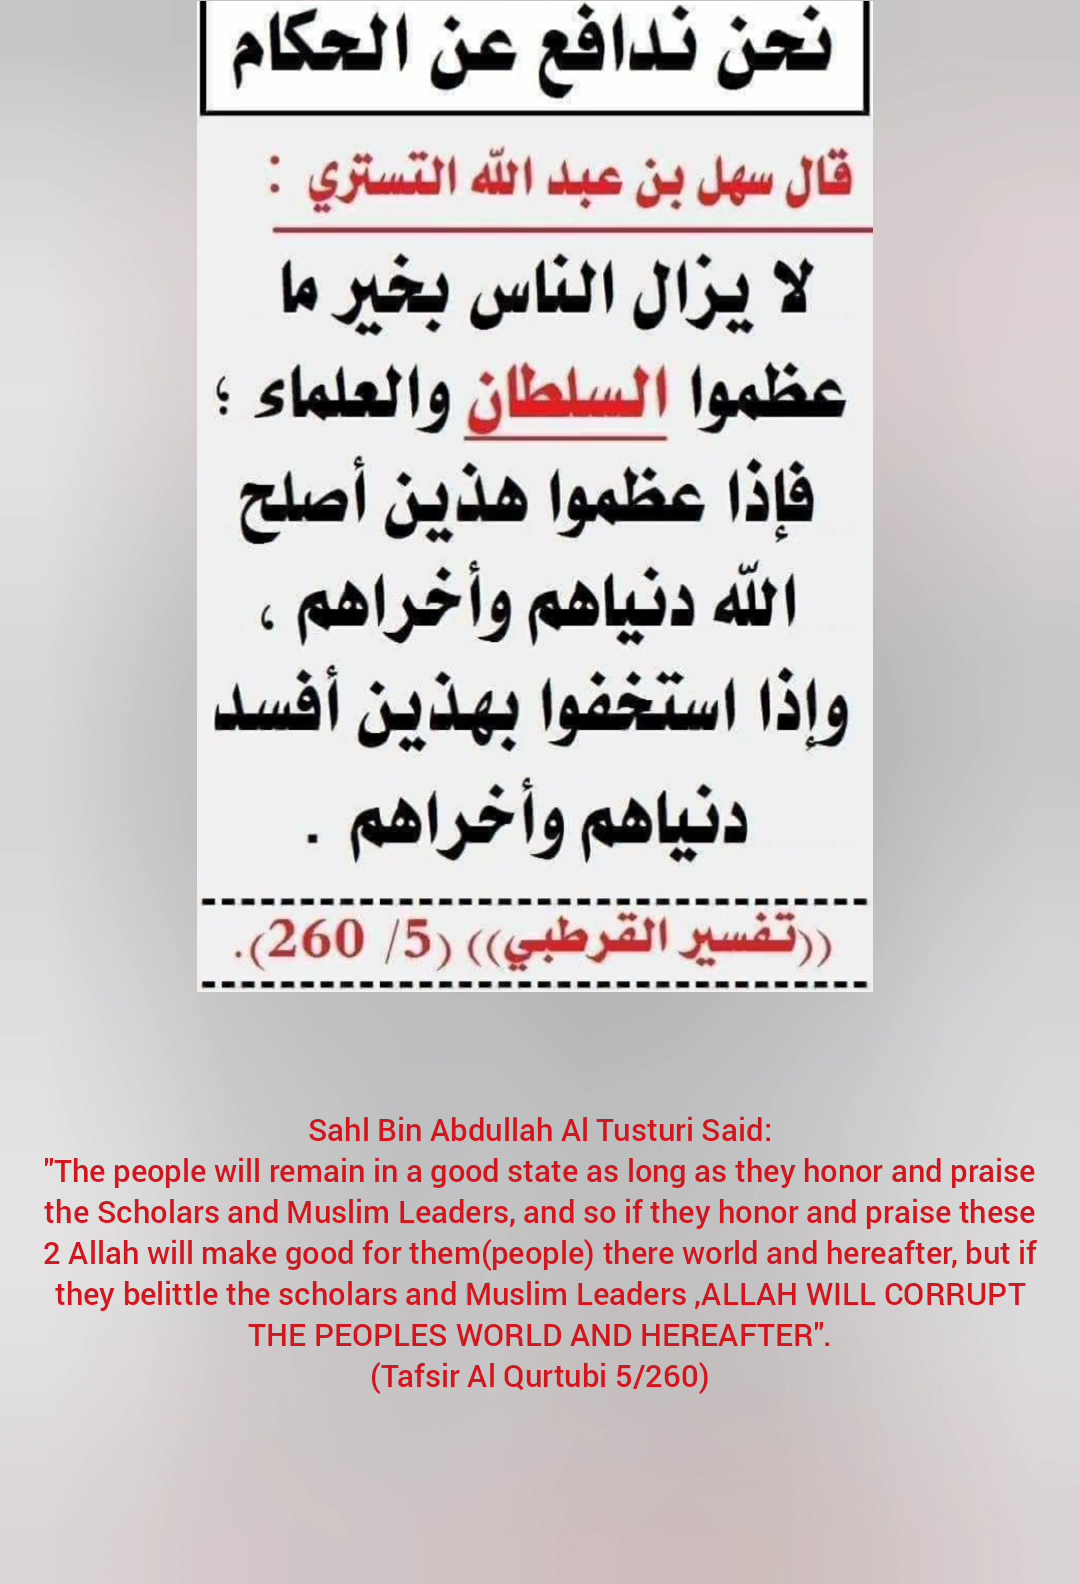 نحن ندافع عن الحكام
قال سهل بن عبد الله التستري :
لا يزال الناس بخير ما
عظموا السلطان والعلماء ؛
فإذا عظموا هذين أصلح
الله دنياهم وأخراهم ،
وإذا استخفوا بهذين أفسد
دنياهم وأخراهم .
((تفسير القرطبي)) (5/ 260).
Sahl Bin Abdullah Al Tusturi Said:
"The people will remain in a good state as long as they honor and praise
the Scholars and Muslim Leaders, and so if they honor and praise these
2 Allah will make good for them(people) there world and hereafter, but if
they belittle the scholars and Muslim Leaders ,ALLAH WILL CORRUPT
THE PEOPLES WORLD AND HEREAFTER".
(Tafsir Al Qurtubi 5/260)